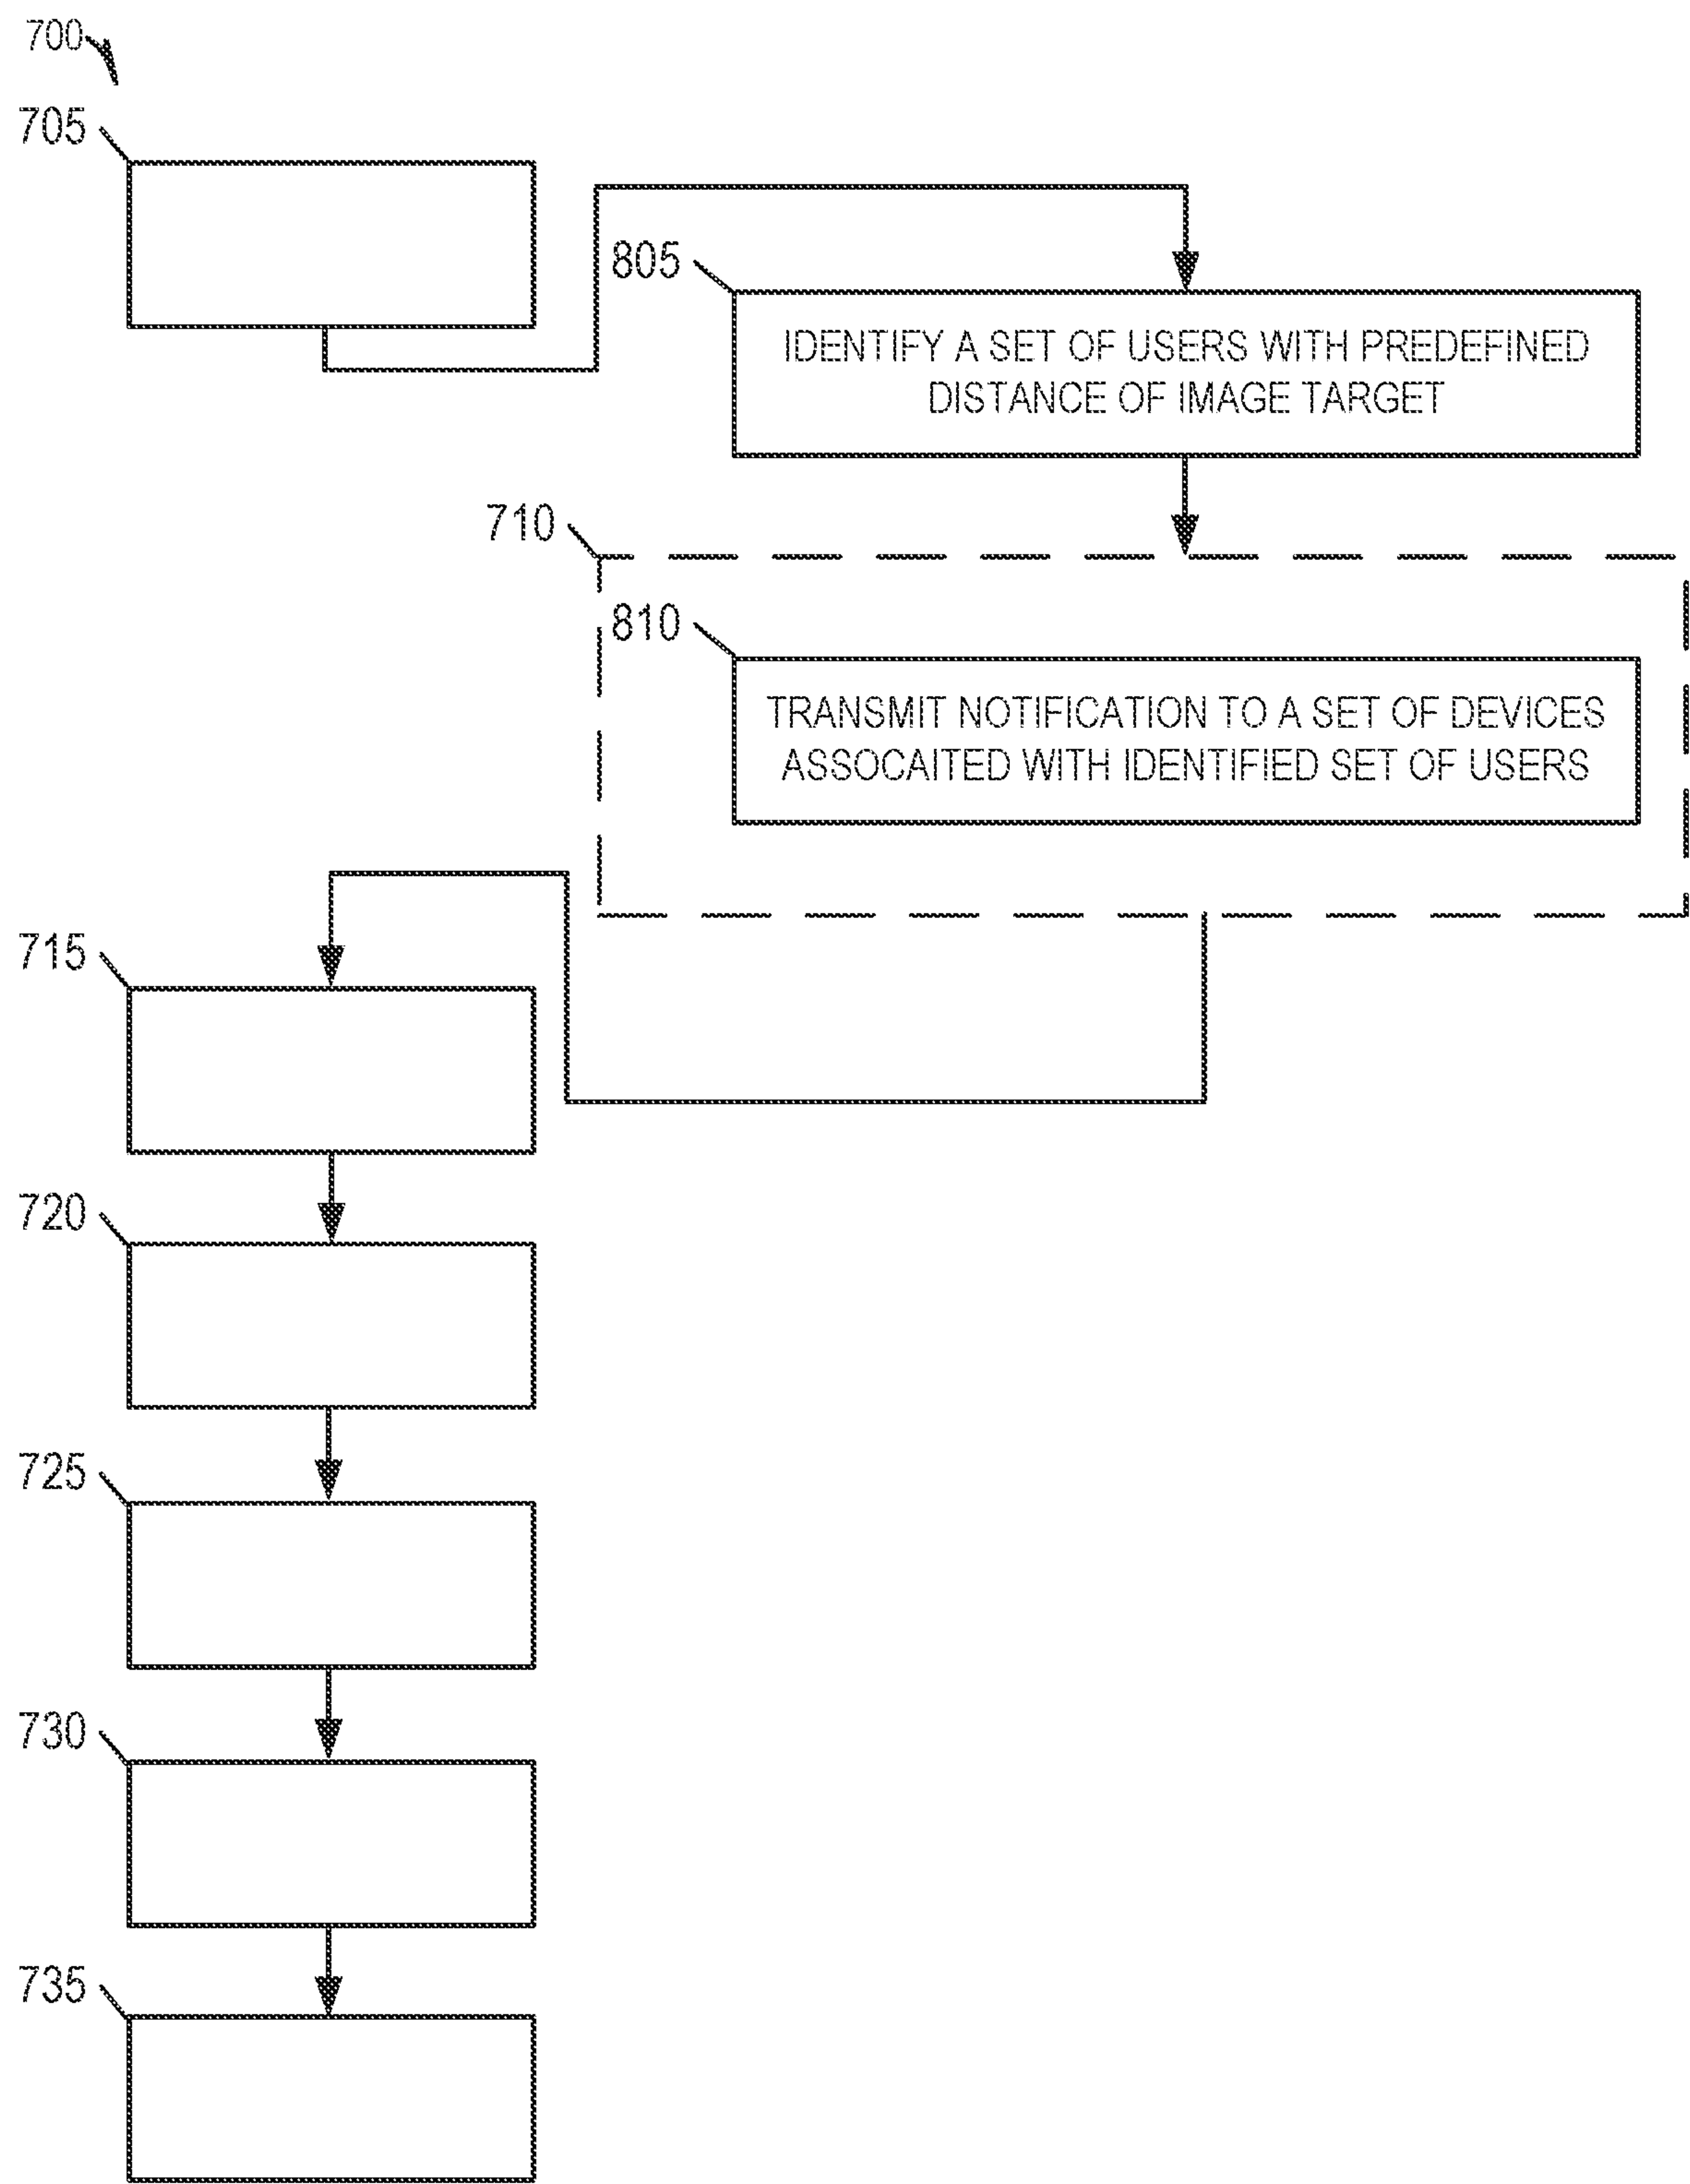 700
705
805
IDENTIFY A SET OF USERS WITH PREDEFINED
DISTANCE OF IMAGE TARGET
710
810
TRANSMIT NOTIFICATION TO A SET OF DEVICES
ASSOCAITED WITH IDENTIFIED SET OF USERS
715
720
725
730
735